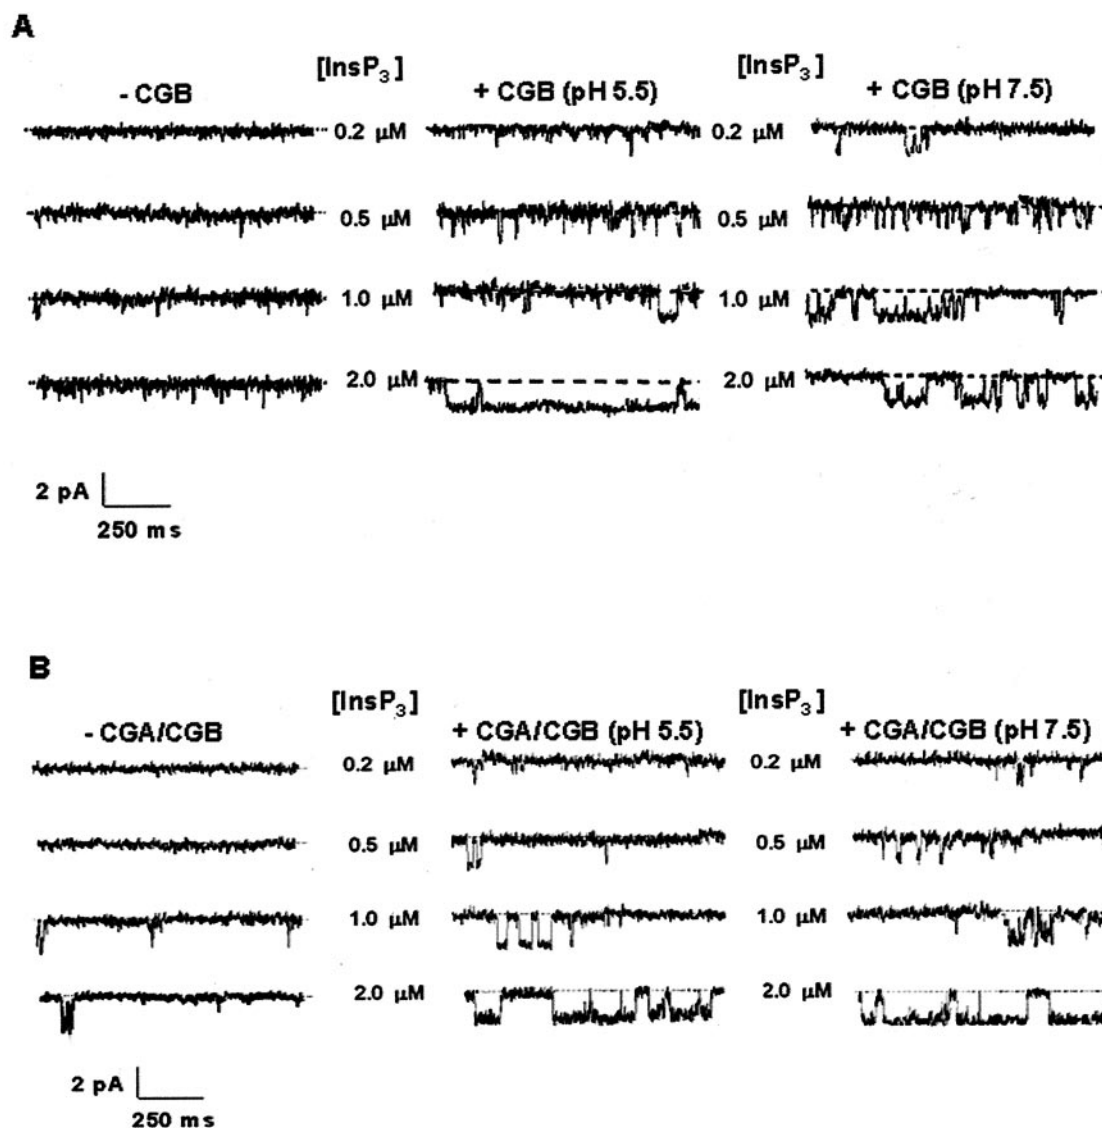 A
- CGB
[InsP3]
+ CGB (pH 5.5)
[InsP3]
+ CGB (pH 7.5)
0.2 µM
0.2 µM
0.5 µM
0.5 µM
1.0 µM
1.0 µM
2.0 µM
2.0 µM
2 pA
250 ms
B
- CGA/CGB
[InsP3]
+ CGA/CGB (pH 5.5)
[InsP3]
+ CGA/CGB (pH 7.5)
0.2 µM
0.2 µM
0.5 µM
0.5 µM
1.0 µM
1.0 µM
2.0 µM
2.0 µM
2 pA
250 ms